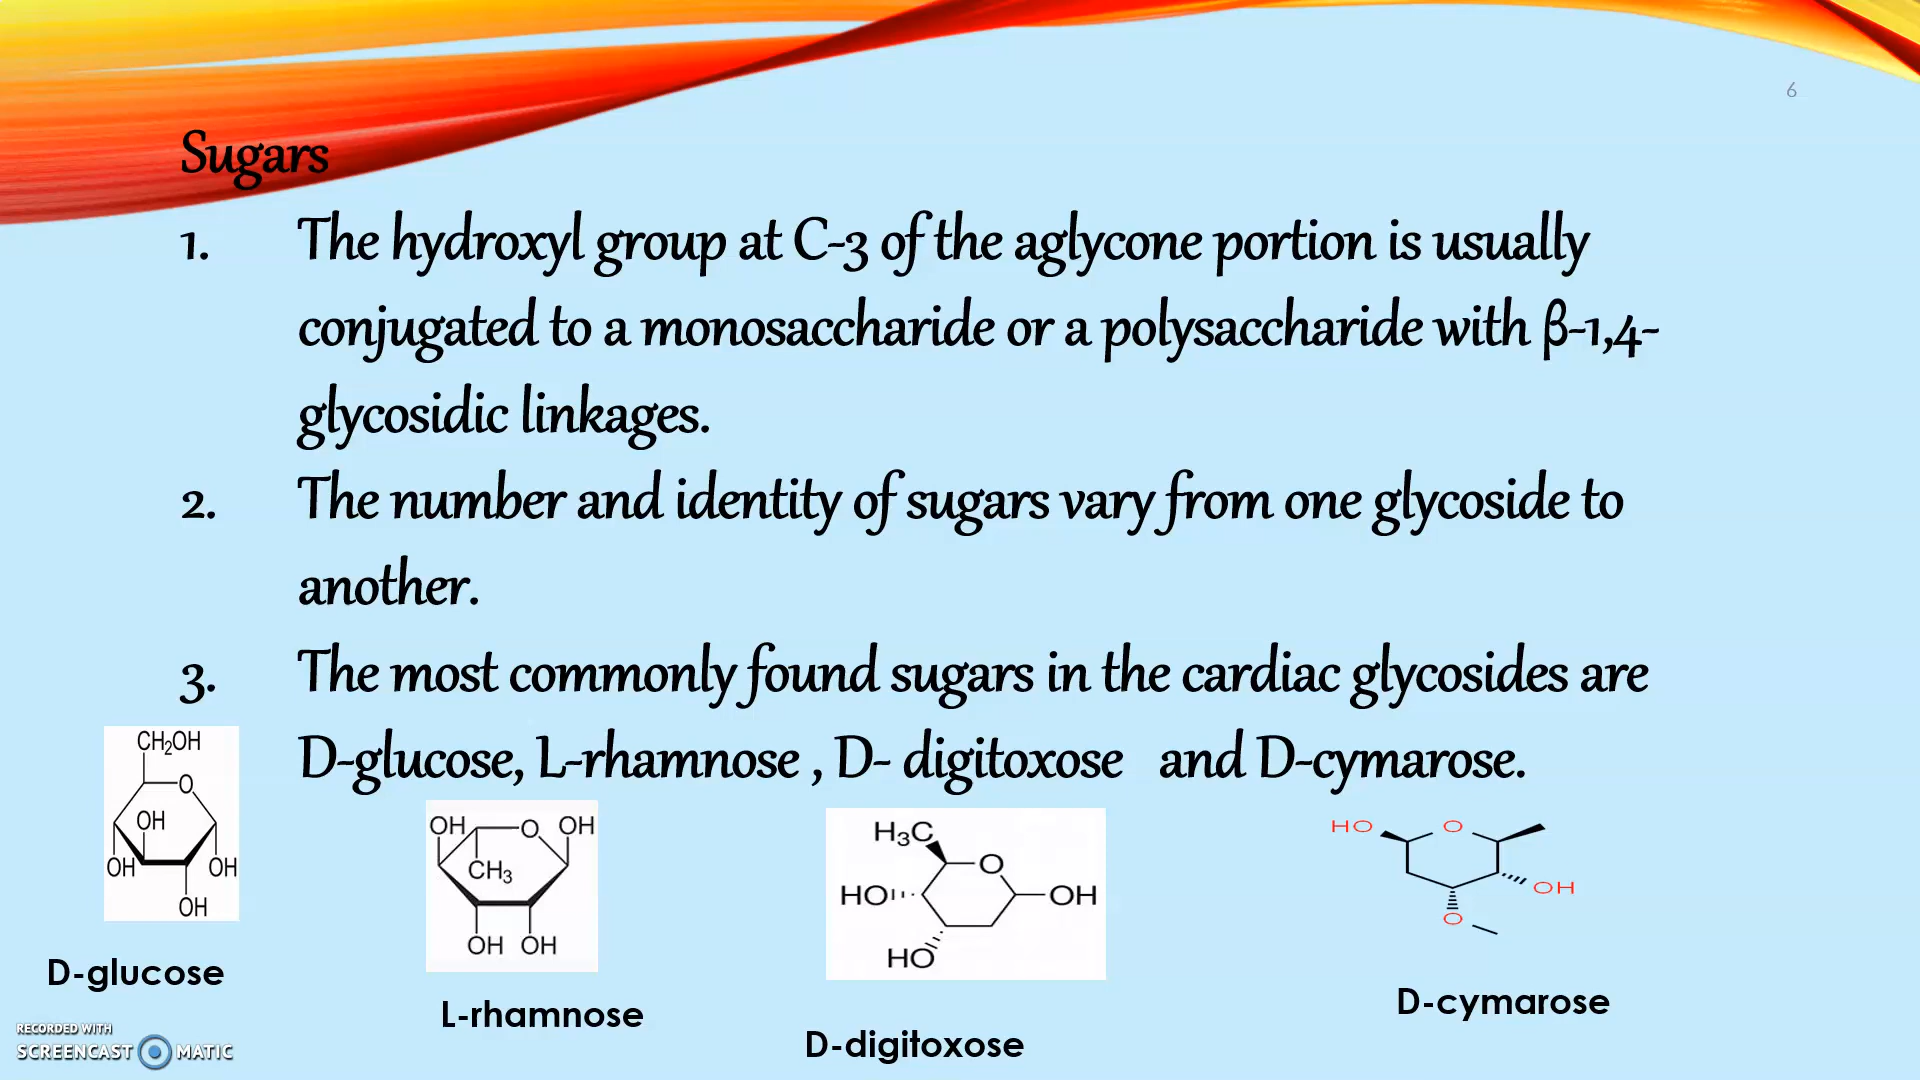 6
Sugars
1. The hydroxyl group at C-3 of the aglycone portion is usually
conjugated to a monosaccharide or a polysaccharide with β-1,4-
glycosidic linkages.
2. The number and identity of sugars vary from one glycoside to
another.
3. The most commonly found sugars in the cardiac glycosides are
D-glucose, L-rhamnose , D- digitoxose and D-cymarose.
CH2OH
O
OH
OH OH
OH
D-glucose
OH O OH
CH3
OH OH
L-rhamnose
H3C
O
HO OH
HO
D-digitoxose
HO O
OH
O
D-cymarose
RECORDED WITH
SCREENCAST MATIC